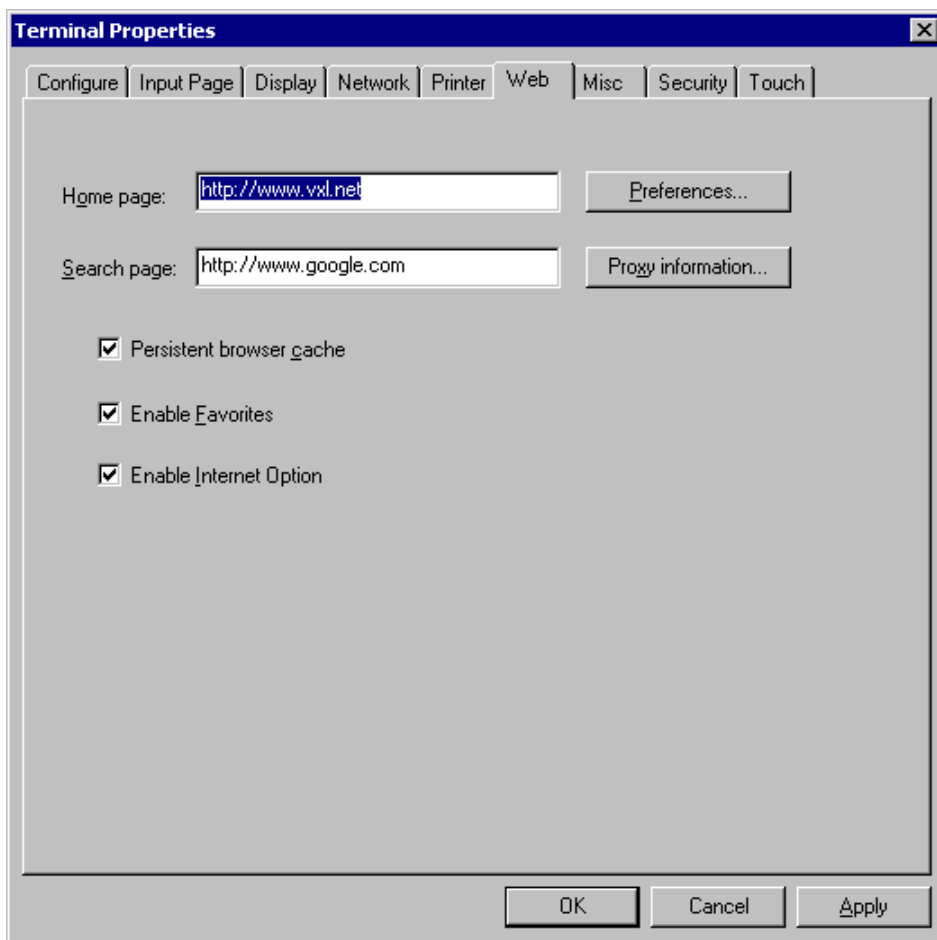 Terminal Properties
Configure Input Page Display Network Printer Web Misc Security Touch
Home page: http://www.vxl.net Preferences...
Search page: http://www.google.com Proxy information...
Persistent browser cache
Enable Favorites
Enable Internet Option
OK Cancel Apply